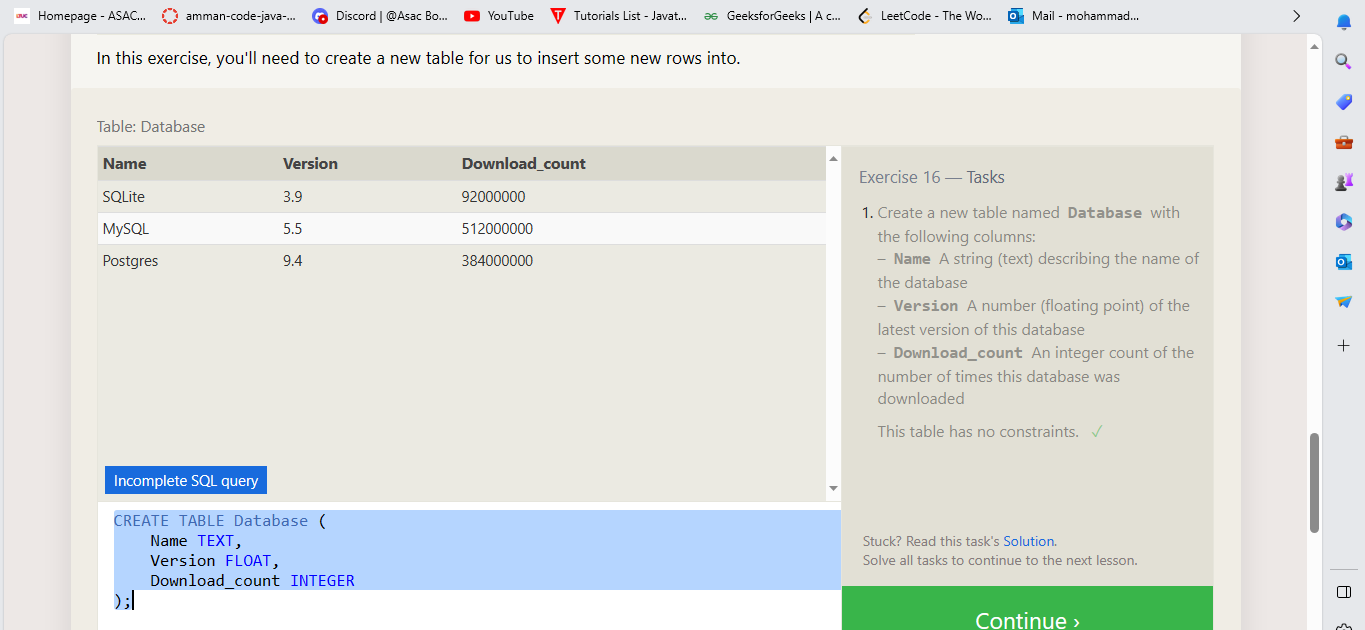 Homepage - ASAC... amman-code-java-... Discord | @Asac Bo... YouTube Tutorials List - Javat... GeeksforGeeks | A c... LeetCode - The Wo... Mail - mohammad...
In this exercise, you'll need to create a new table for us to insert some new rows into.
Table: Database
Name Version Download_count
SQLite 3.9 92000000
MySQL 5.5 512000000
Postgres 9.4 384000000
Incomplete SQL query
CREATE TABLE Database (
Name TEXT,
Version FLOAT,
Download_count INTEGER
);
Exercise 16 — Tasks
1. Create a new table named Database with
the following columns:
– Name A string (text) describing the name of
the database
– Version A number (floating point) of the
latest version of this database
– Download_count An integer count of the
number of times this database was
downloaded
This table has no constraints. ✓
Stuck? Read this task's Solution.
Solve all tasks to continue to the next lesson.
Continue ›